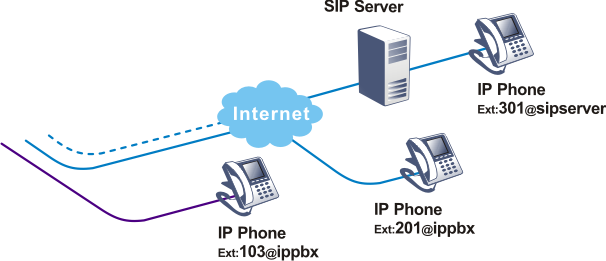 SIP Server
IP Phone
Ext:301@sipserver
Internet
IP Phone
Ext:201@ippbx
IP Phone
Ext:103@ippbx